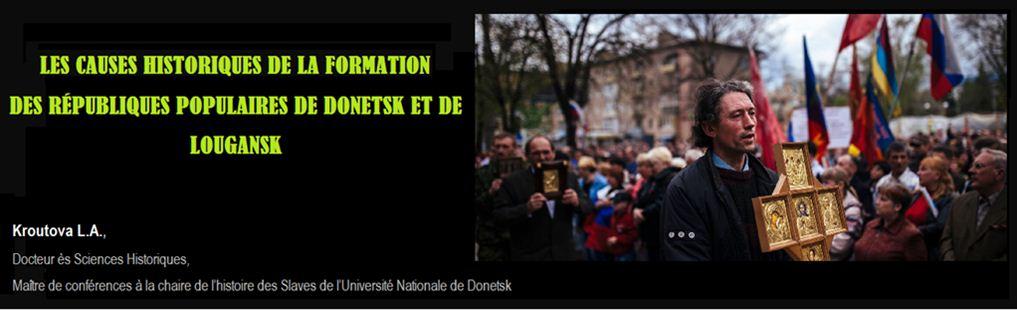 LES CAUSES HISTORIQUES DE LA FORMATION
DES RÉPUBLIQUES POPULAIRES DE DONETSK ET DE
LOUGANSK
Kroutova L.A.,
Docteur ès Sciences Historiques,
Maître de conférences à la chaire de l'histoire des Slaves de l'Université Nationale de Donetsk